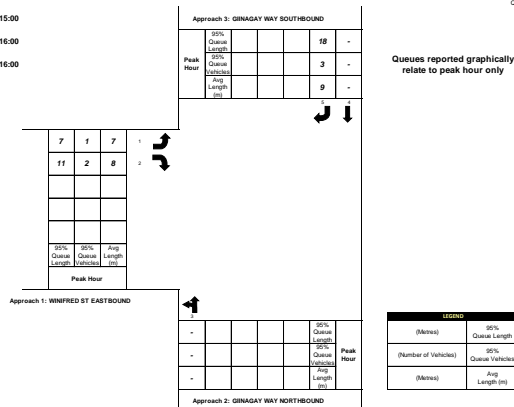 15:00
16:00
16:00
Approach 3: GIINAGAY WAY SOUTHBOUND
Peak Hour
95% Queue Length 18 -
95% Queue Vehicles 3 -
Avg Length (m) 9 -
5 4
Queues reported graphically
relate to peak hour only
7 1 7 1
11 2 8 2
95% Queue Length 95% Queue Vehicles Avg Length (m)
Peak Hour
Approach 1: WINIFRED ST EASTBOUND
3
- 95% Queue Length
- 95% Queue Vehicles
- Avg Length (m)
Peak Hour
Approach 2: GIINAGAY WAY NORTHBOUND
LEGEND
(Metres) 95% Queue Length
(Number of Vehicles) 95% Queue Vehicles
(Metres) Avg Length (m)